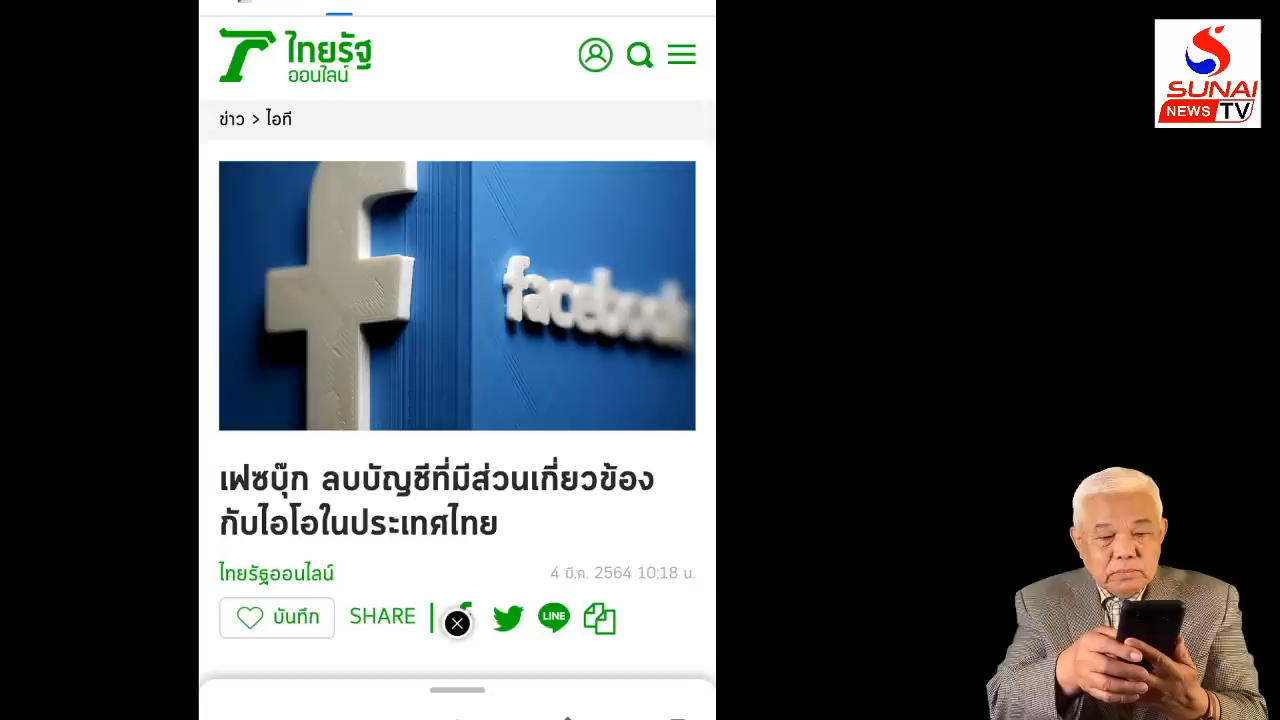 ไทยรัฐ
ออนไลน์
SUNAI
NEWS TV
ข่าว > ไอที
facebook
เฟซบุ๊ก ลบบัญชีที่มีส่วนเกี่ยวข้อง
กับไอโอในประเทศไทย
ไทยรัฐออนไลน์
4 มี.ค. 2564 10:18 น.
บันทึก
SHARE
LINE